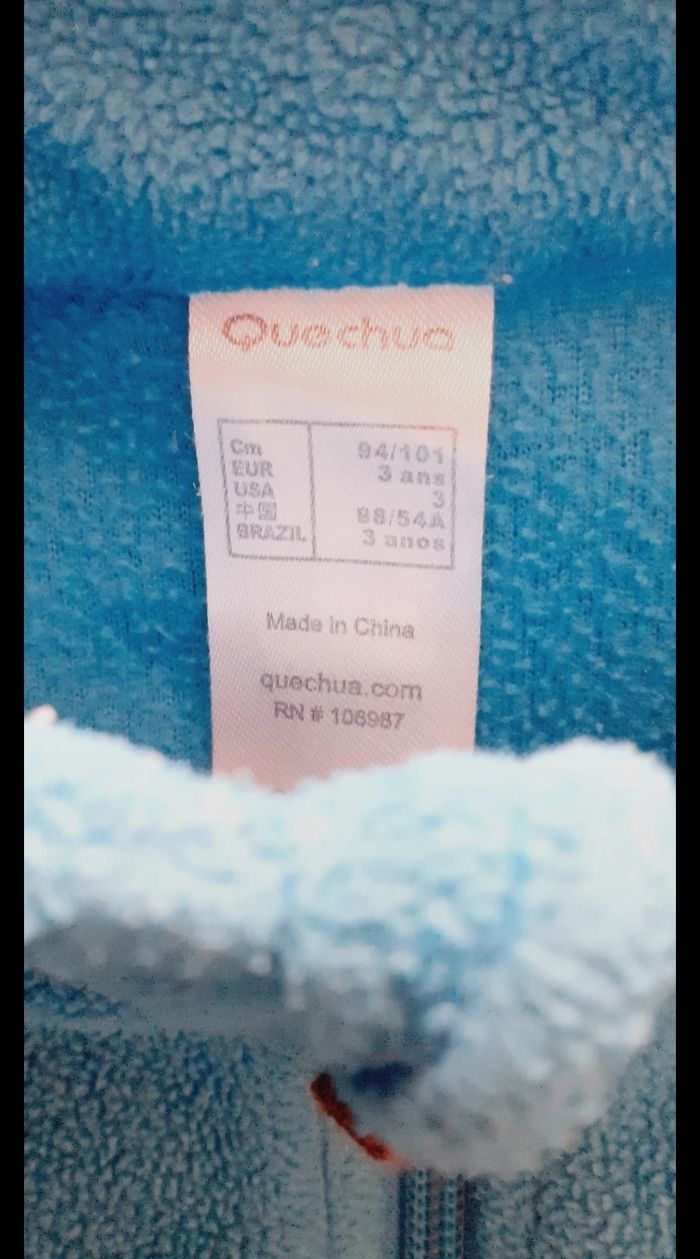 Quechua
Cm 94/101
EUR 3 ans
USA 3
中国 98/54A
BRAZIL 3 anos
Made in China
quechua.com
RN # 106987